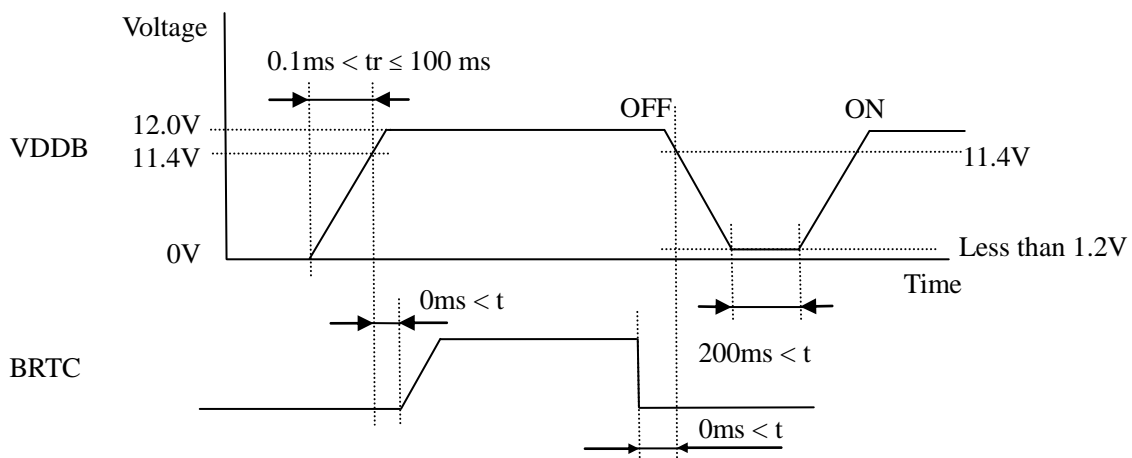 Voltage
0.1ms < tr ≤ 100 ms
OFF
ON
12.0V
VDDB
11.4V
11.4V
0V
Less than 1.2V
Time
0ms < t
200ms < t
BRTC
0ms < t